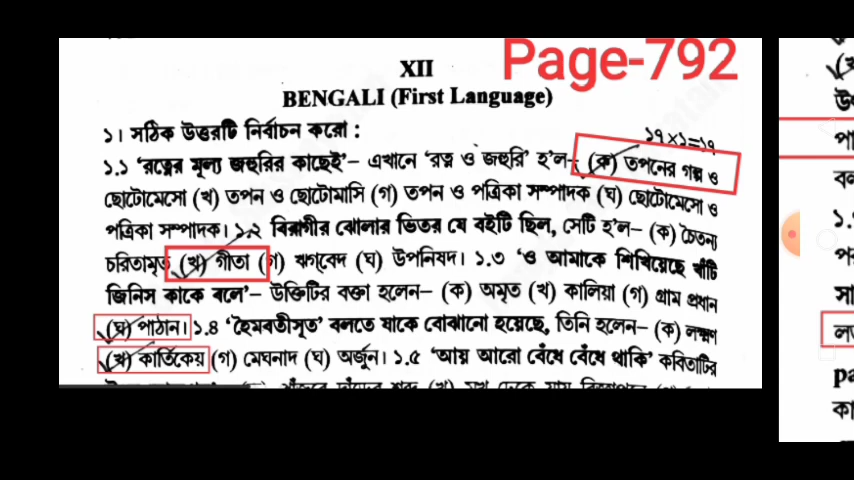 XII Page-792
BENGALI (First Language)
১। সঠিক উত্তরটি নির্বাচন করো : ১৭×১=১৭
১.১ 'রত্নের মূল্য জহুরির কাছেই'– এখানে 'রত্ন ও জহুরি' হ'ল– (ক) তপনের গল্প ও
ছোটোমেসো (খ) তপন ও ছোটোমাসি (গ) তপন ও পত্রিকা সম্পাদক (ঘ) ছোটোমেসো ও
পত্রিকা সম্পাদক। ১.২ বিরাগীর ঝোলার ভিতর যে বইটি ছিল, সেটি হ'ল– (ক) চৈতন্য
চরিতামৃত (খ) গীতা (গ) ঋগ্বেদ (ঘ) উপনিষদ। ১.৩ 'ও আমাকে শিখিয়েছে খাঁটি
জিনিস কাকে বলে'– উক্তিটির বক্তা হলেন– (ক) অমৃত (খ) কালিয়া (গ) গ্রাম প্রধান
(ঘ) পাঠান। ১.৪ 'হৈমবতীসূত' বলতে যাকে বোঝানো হয়েছে, তিনি হলেন– (ক) লক্ষ্মণ
(খ) কার্তিকেয় (গ) মেঘনাদ (ঘ) অর্জুন। ১.৫ 'আয় আরো বেঁধে বেঁধে থাকি' কবিতাটির